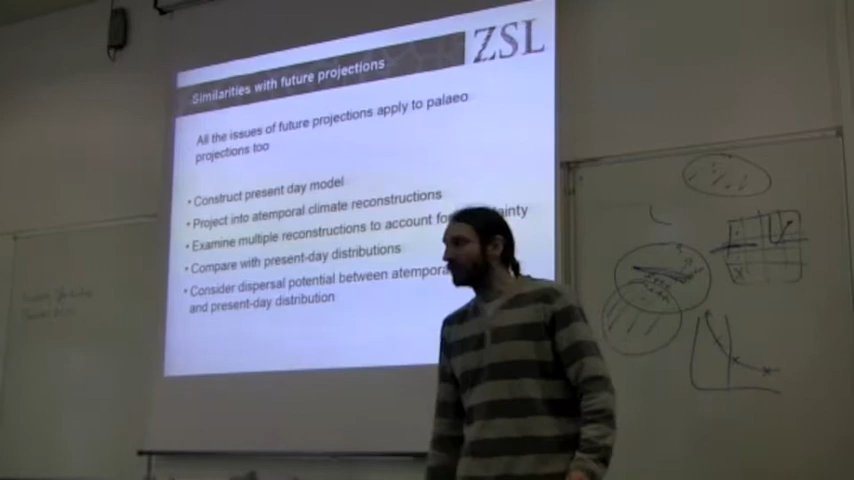 ZSL
Similarities with future projections
All the issues of future projections apply to palaeo
projections too
• Construct present day model
• Project into atemporal climate reconstructions
• Examine multiple reconstructions to account for
• Compare with present-day distributions
• Consider dispersal potential between atempora
and present-day distribution